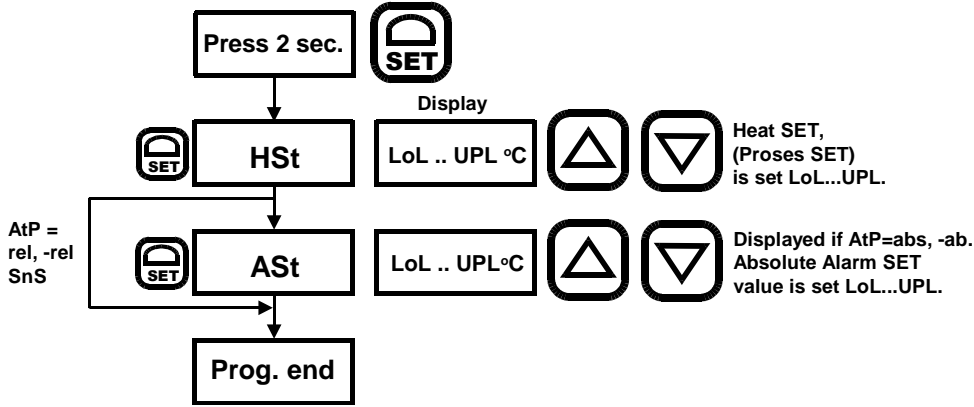 Press 2 sec.
SET
Display
SET
HSt
LoL .. UPL ºC
Heat SET,
(Proses SET)
is set LoL...UPL.
AtP =
rel, -rel
SnS
SET
ASt
LoL .. UPLºC
Displayed if AtP=abs, -ab.
Absolute Alarm SET
value is set LoL...UPL.
Prog. end